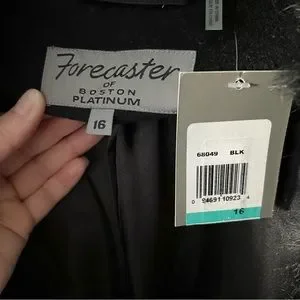 Forecaster
OF
BOSTON
PLATINUM
16
68049 BLK
0 94691 10923 4
16